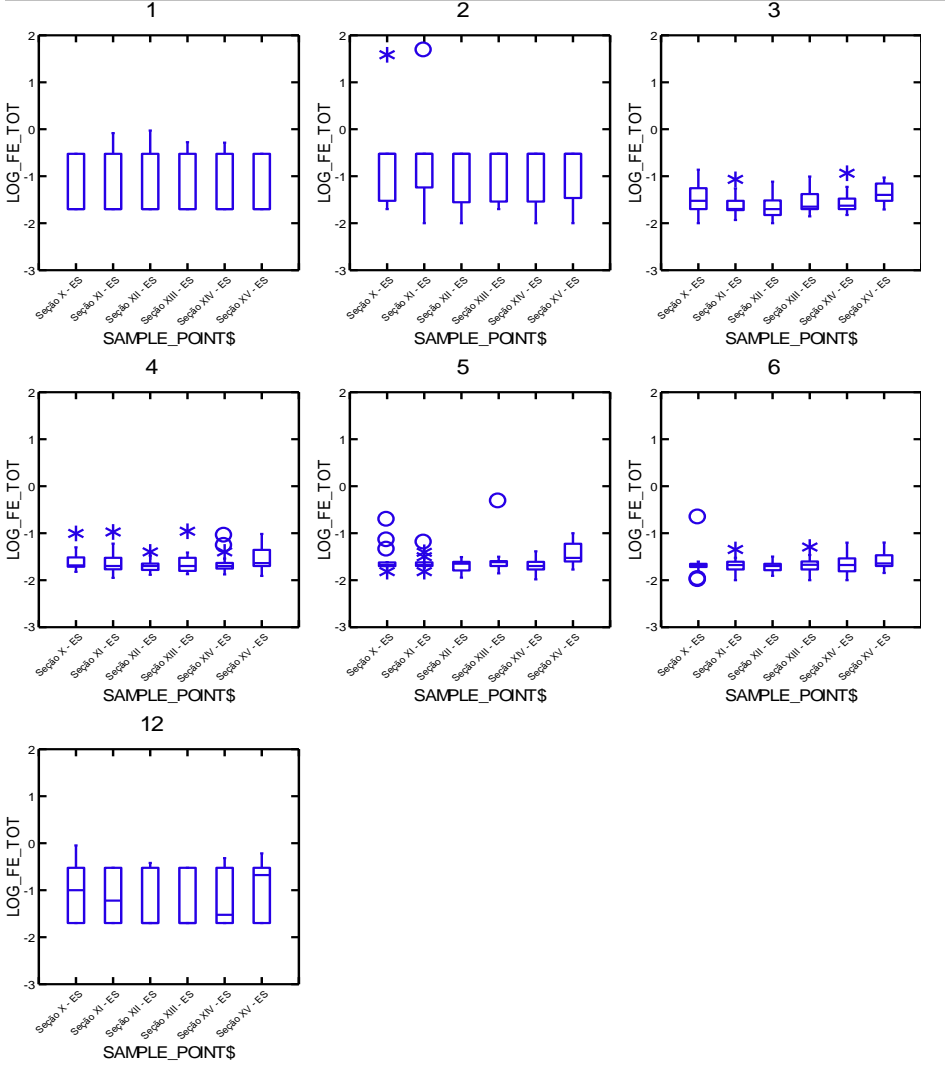 1
2
1
0
-1
-2
-3
LOG_FE_TOT
Seção X - ES
Seção XI - ES
Seção XII - ES
Seção XIII - ES
Seção XIV - ES
Seção XV - ES
SAMPLE_POINT$
2
2
1
0
-1
-2
-3
LOG_FE_TOT
Seção X - ES
Seção XI - ES
Seção XII - ES
Seção XIII - ES
Seção XIV - ES
Seção XV - ES
SAMPLE_POINT$
3
2
1
0
-1
-2
-3
LOG_FE_TOT
Seção X - ES
Seção XI - ES
Seção XII - ES
Seção XIII - ES
Seção XIV - ES
Seção XV - ES
SAMPLE_POINT$
4
2
1
0
-1
-2
-3
LOG_FE_TOT
Seção X - ES
Seção XI - ES
Seção XII - ES
Seção XIII - ES
Seção XIV - ES
Seção XV - ES
SAMPLE_POINT$
5
2
1
0
-1
-2
-3
LOG_FE_TOT
Seção X - ES
Seção XI - ES
Seção XII - ES
Seção XIII - ES
Seção XIV - ES
Seção XV - ES
SAMPLE_POINT$
6
2
1
0
-1
-2
-3
LOG_FE_TOT
Seção X - ES
Seção XI - ES
Seção XII - ES
Seção XIII - ES
Seção XIV - ES
Seção XV - ES
SAMPLE_POINT$
12
2
1
0
-1
-2
-3
LOG_FE_TOT
Seção X - ES
Seção XI - ES
Seção XII - ES
Seção XIII - ES
Seção XIV - ES
Seção XV - ES
SAMPLE_POINT$